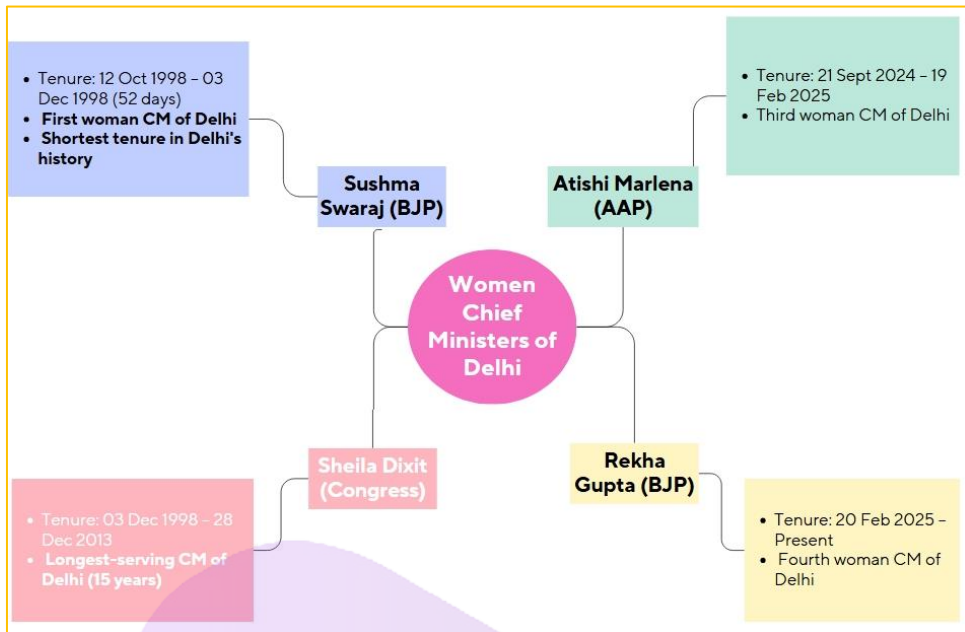 • Tenure: 12 Oct 1998 – 03
Dec 1998 (52 days)
• First woman CM of Delhi
• Shortest tenure in Delhi's
history
Sushma
Swaraj (BJP)
• Tenure: 21 Sept 2024 – 19
Feb 2025
• Third woman CM of Delhi
Atishi Marlena
(AAP)
Women
Chief
Ministers of
Delhi
Sheila Dixit
(Congress)
• Tenure: 03 Dec 1998 – 28
Dec 2013
• Longest-serving CM of
Delhi (15 years)
Rekha
Gupta (BJP)
• Tenure: 20 Feb 2025 –
Present
• Fourth woman CM of
Delhi